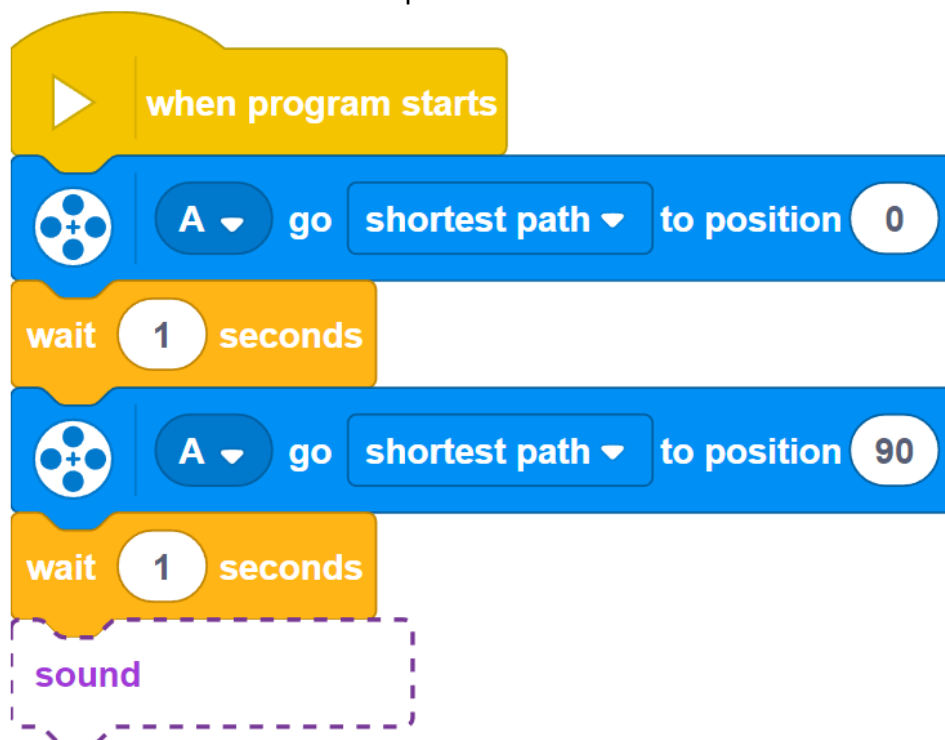 when program starts
A go shortest path to position 0
wait 1 seconds
A go shortest path to position 90
wait 1 seconds
sound